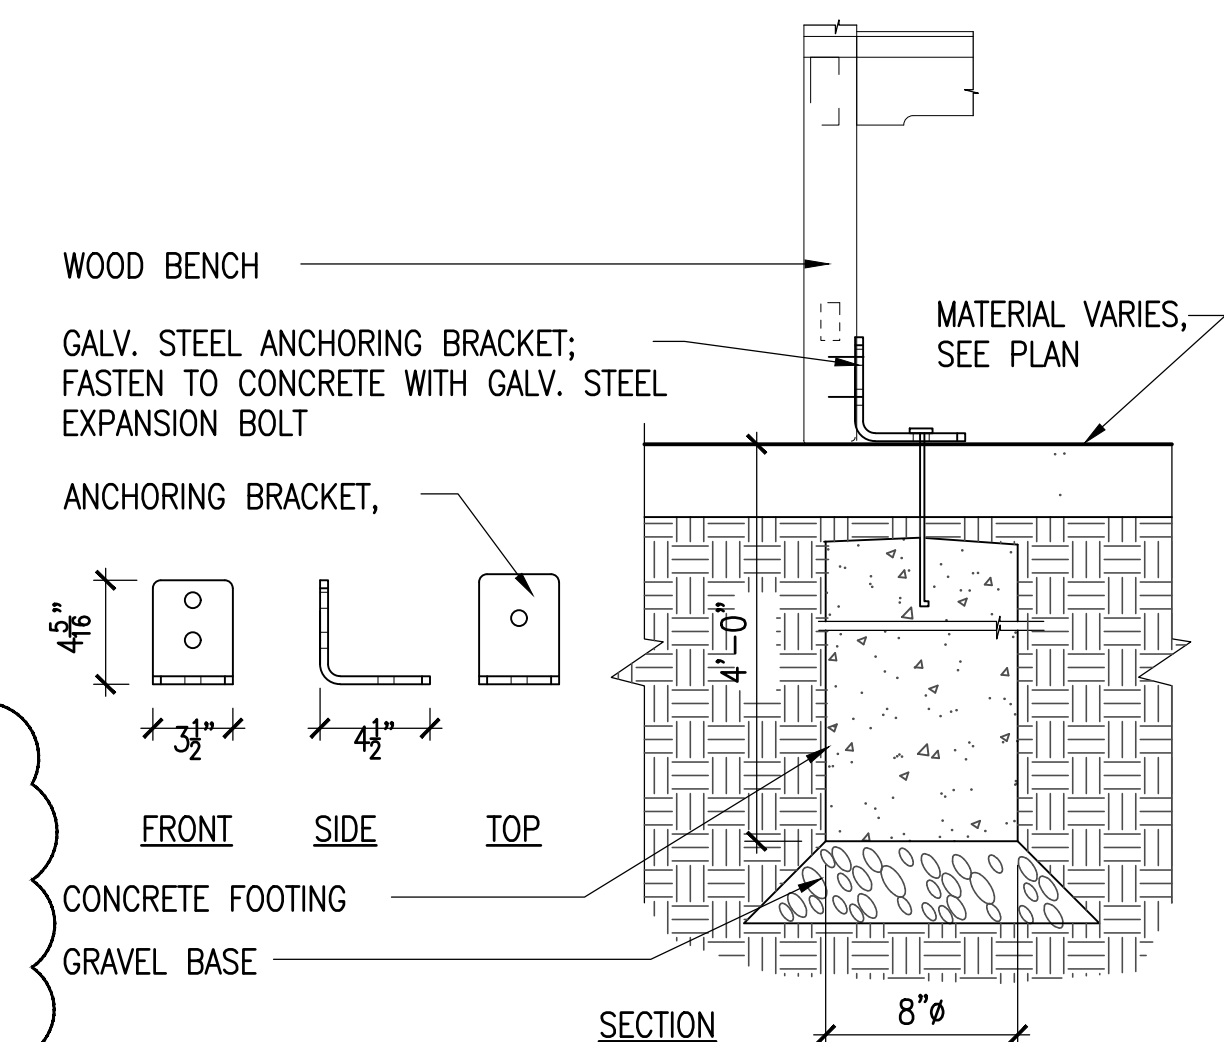 WOOD BENCH
GALV. STEEL ANCHORING BRACKET;
FASTEN TO CONCRETE WITH GALV. STEEL
EXPANSION BOLT
MATERIAL VARIES,
SEE PLAN
ANCHORING BRACKET,
4 5/16"
3 1/2"
4 1/2"
4'-0"
FRONT
SIDE
TOP
CONCRETE FOOTING
GRAVEL BASE
8"ø
SECTION